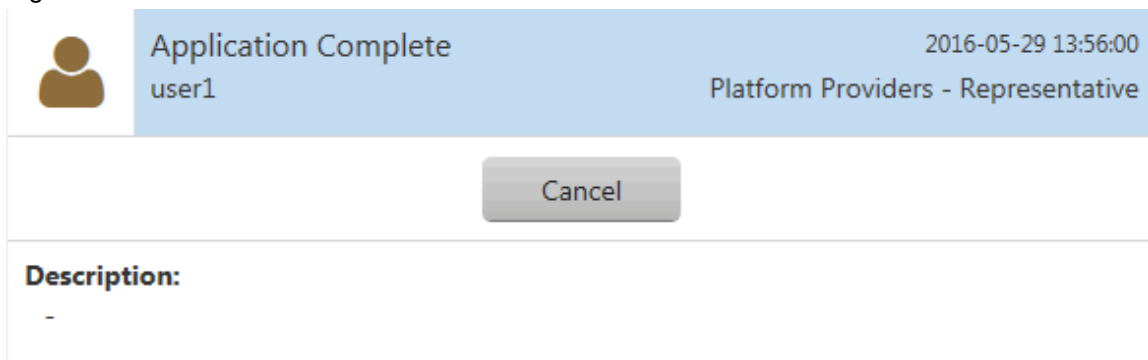 Application Complete
2016-05-29 13:56:00
user1
Platform Providers - Representative
Cancel
Description:
-